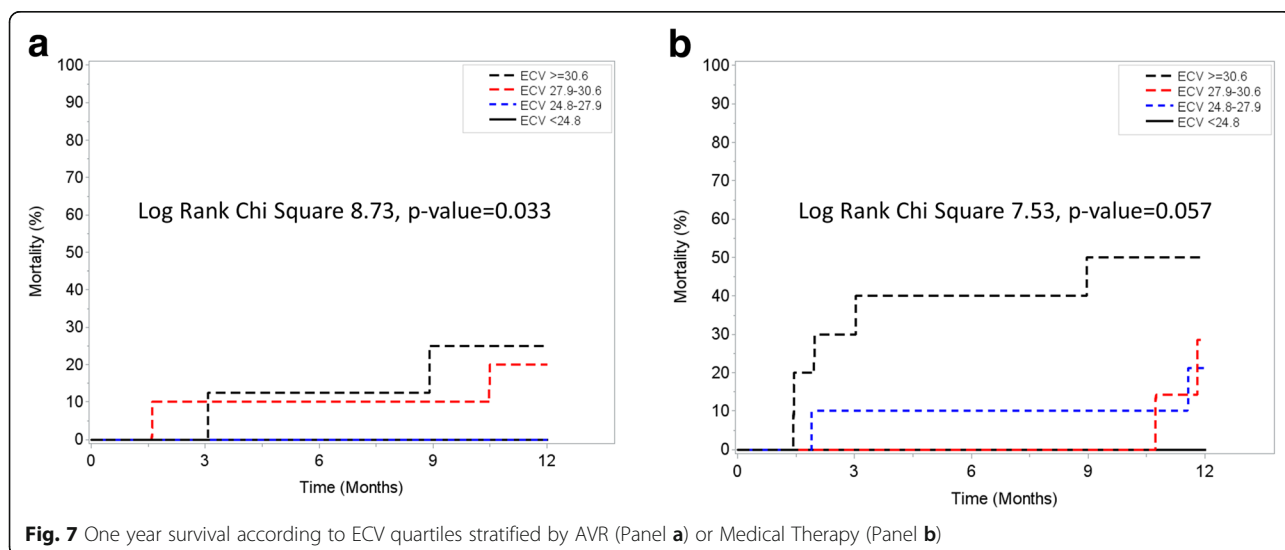 a
100
90
80
70
60
50
40
30
20
10
0
Mortality (%)
ECV >=30.6
ECV 27.9-30.6
ECV 24.8-27.9
ECV <24.8
Log Rank Chi Square 8.73, p-value=0.033
0 3 6 9 12
Time (Months)
b
100
90
80
70
60
50
40
30
20
10
0
Mortality (%)
ECV >=30.6
ECV 27.9-30.6
ECV 24.8-27.9
ECV <24.8
Log Rank Chi Square 7.53, p-value=0.057
0 3 6 9 12
Time (Months)
Fig. 7 One year survival according to ECV quartiles stratified by AVR (Panel a) or Medical Therapy (Panel b)